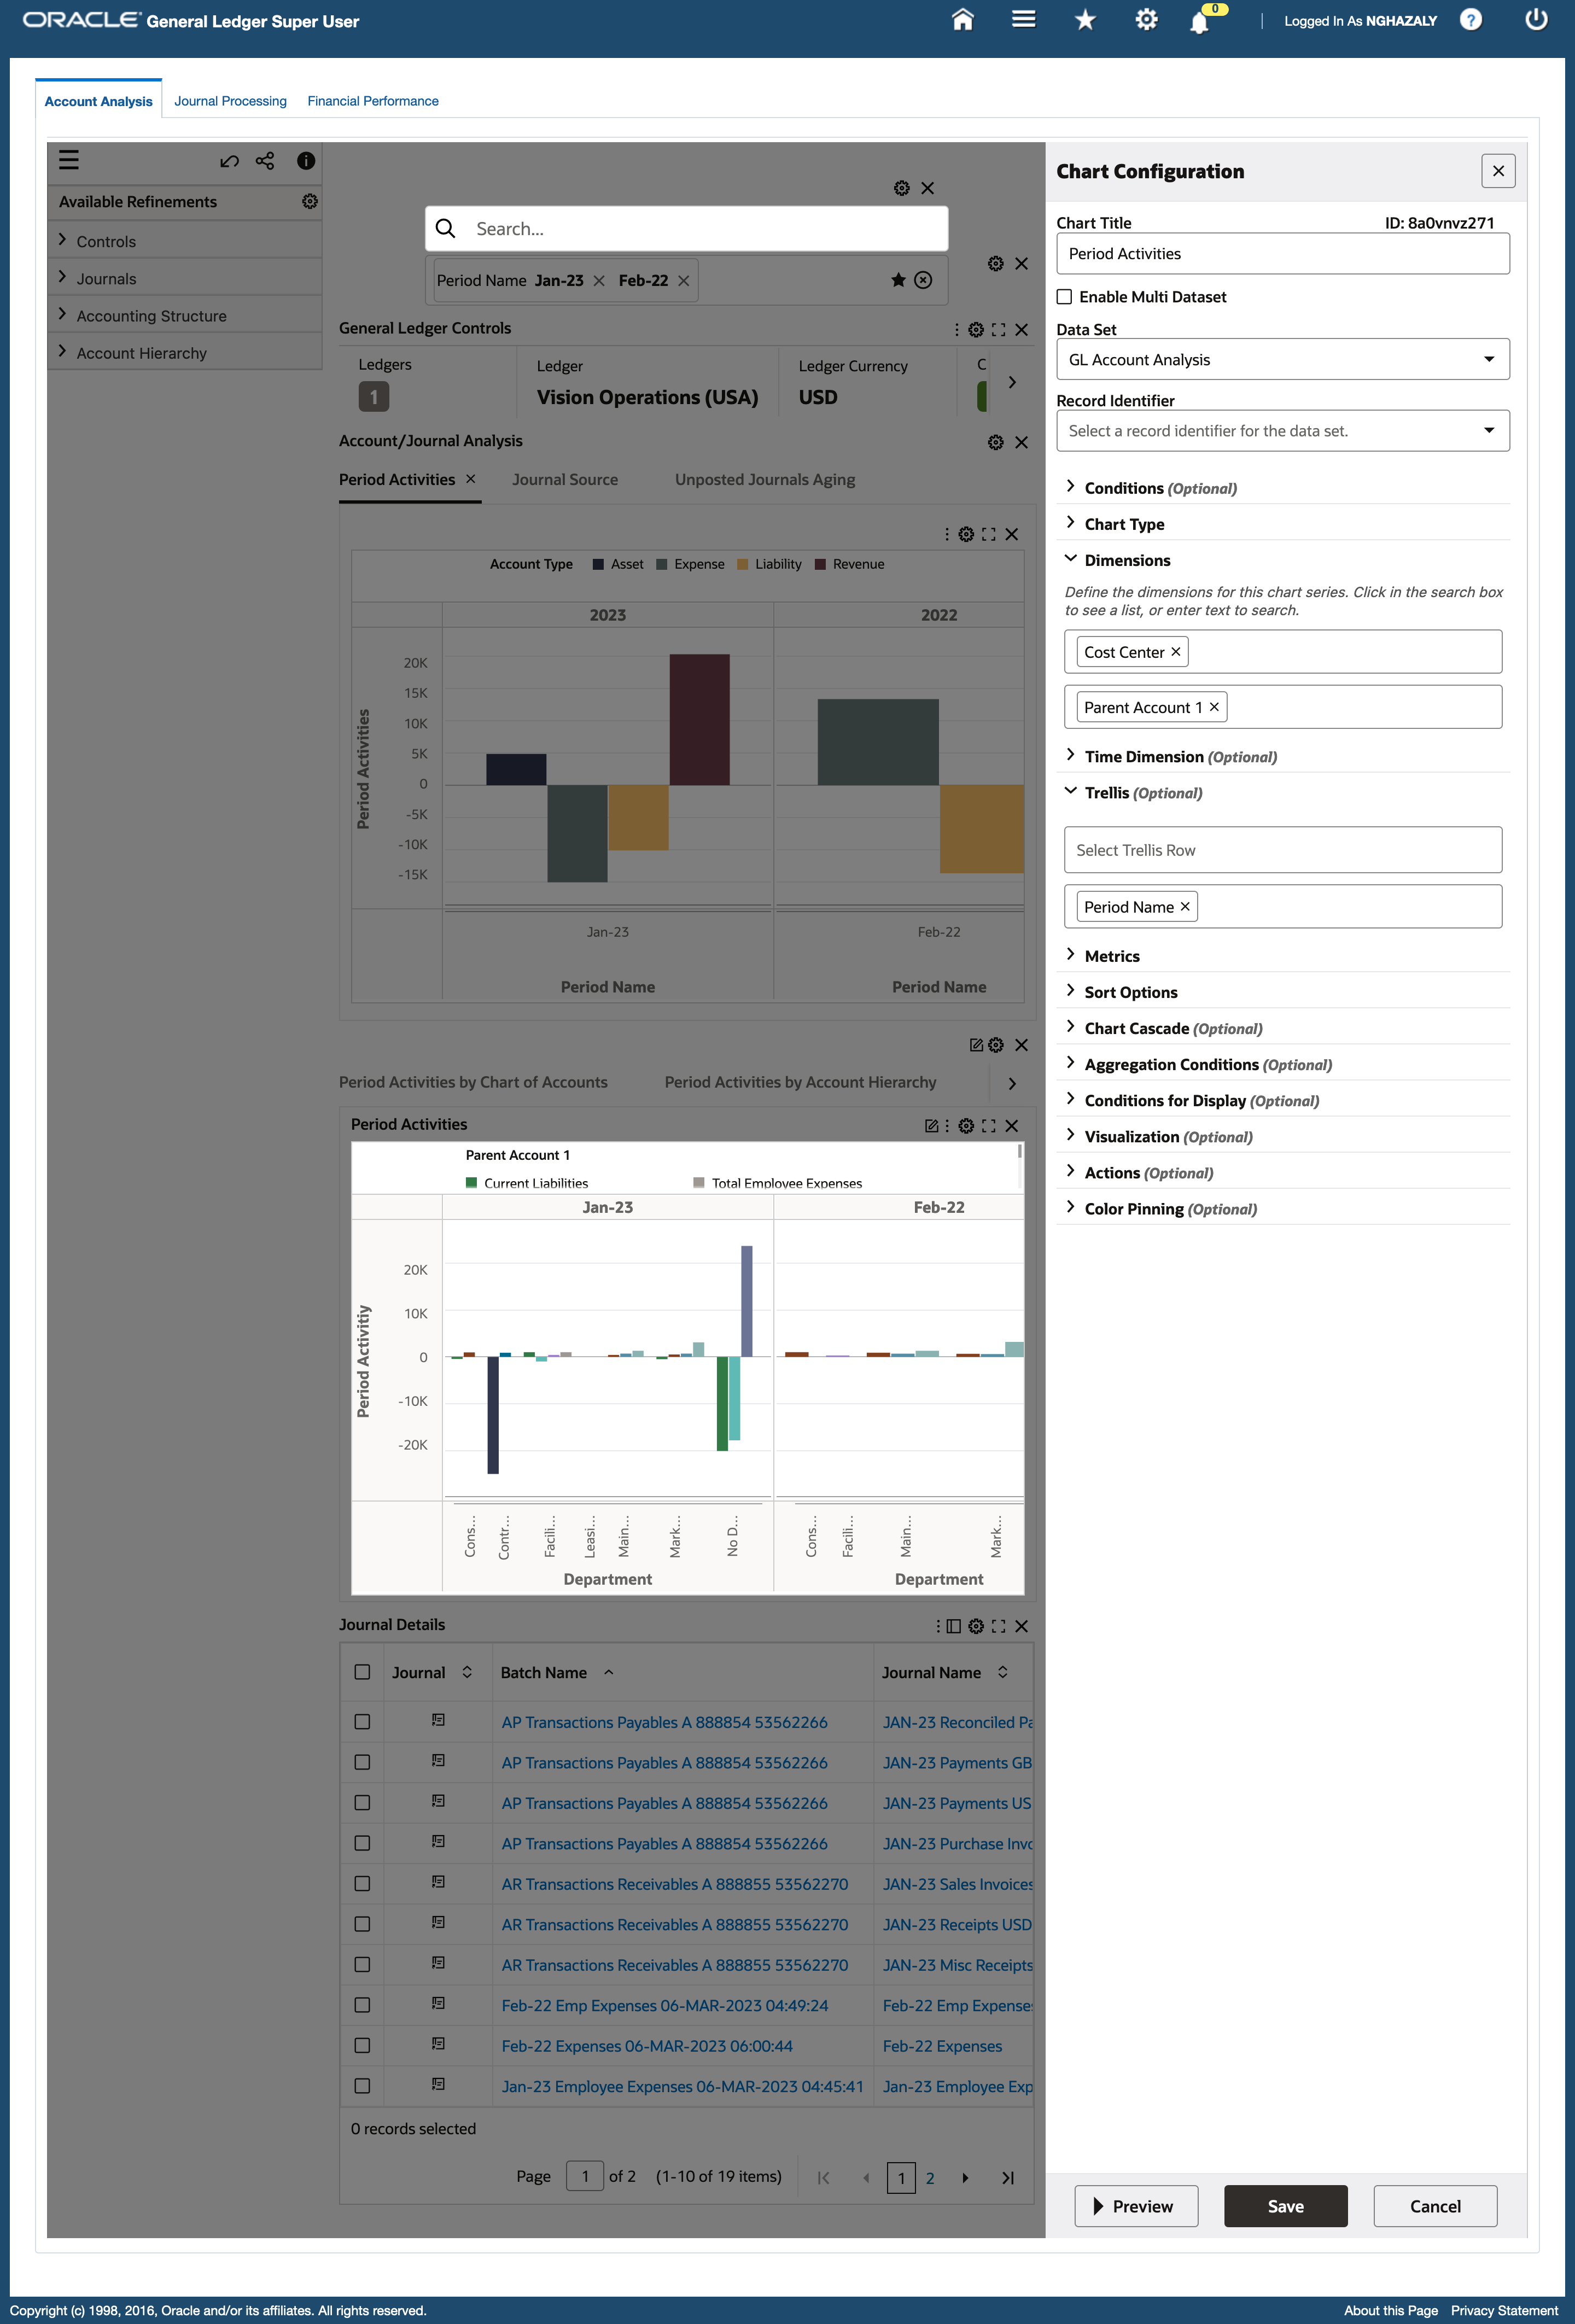 ORACLE General Ledger Super User
0
Logged In As NGHAZALY
?
Account Analysis
Journal Processing
Financial Performance
Available Refinements
Controls
Journals
Accounting Structure
Account Hierarchy
Search...
Period Name Jan-23 Feb-22
General Ledger Controls
Ledgers
1
Ledger
Vision Operations (USA)
Ledger Currency
USD
C
Account/Journal Analysis
Period Activities
Journal Source
Unposted Journals Aging
Account Type Asset Expense Liability Revenue
2023
2022
20K
15K
10K
5K
0
-5K
-10K
-15K
Period Activities
Jan-23
Feb-22
Period Name
Period Name
Period Activities by Chart of Accounts
Period Activities by Account Hierarchy
Period Activities
Parent Account 1
Current Liabilities
Total Employee Expenses
Jan-23
Feb-22
20K
10K
0
-10K
-20K
Period Activitiy
Cons...
Contr...
Facili...
Leasi...
Main...
Mark...
No D...
Cons...
Facili...
Main...
Mark...
Department
Department
Journal Details
Journal
Batch Name
Journal Name
AP Transactions Payables A 888854 53562266
JAN-23 Reconciled Pa
AP Transactions Payables A 888854 53562266
JAN-23 Payments GB
AP Transactions Payables A 888854 53562266
JAN-23 Payments US
AP Transactions Payables A 888854 53562266
JAN-23 Purchase Invo
AR Transactions Receivables A 888855 53562270
JAN-23 Sales Invoices
AR Transactions Receivables A 888855 53562270
JAN-23 Receipts USD
AR Transactions Receivables A 888855 53562270
JAN-23 Misc Receipts
Feb-22 Emp Expenses 06-MAR-2023 04:49:24
Feb-22 Emp Expenses
Feb-22 Expenses 06-MAR-2023 06:00:44
Feb-22 Expenses
Jan-23 Employee Expenses 06-MAR-2023 04:45:41
Jan-23 Employee Exp
0 records selected
Page 1 of 2 (1-10 of 19 items)
1 2
Chart Configuration
Chart Title
ID: 8a0vnvz271
Period Activities
Enable Multi Dataset
Data Set
GL Account Analysis
Record Identifier
Select a record identifier for the data set.
Conditions (Optional)
Chart Type
Dimensions
Define the dimensions for this chart series. Click in the search box
to see a list, or enter text to search.
Cost Center
Parent Account 1
Time Dimension (Optional)
Trellis (Optional)
Select Trellis Row
Period Name
Metrics
Sort Options
Chart Cascade (Optional)
Aggregation Conditions (Optional)
Conditions for Display (Optional)
Visualization (Optional)
Actions (Optional)
Color Pinning (Optional)
Preview
Save
Cancel
Copyright (c) 1998, 2016, Oracle and/or its affiliates. All rights reserved.
About this Page Privacy Statement